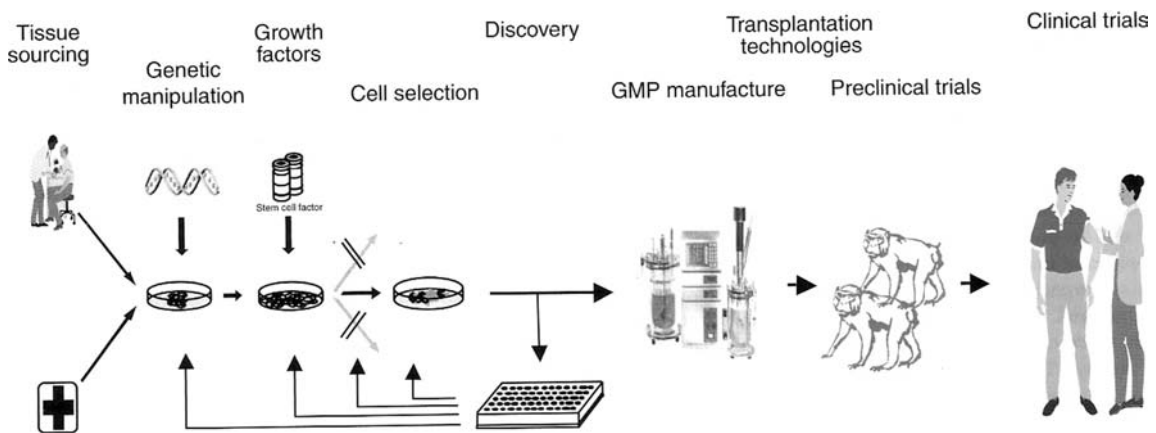 Tissue
sourcing
Genetic
manipulation
Growth
factors
Cell selection
Discovery
Transplantation
technologies
GMP manufacture
Preclinical trials
Clinical trials
Stem cell factor